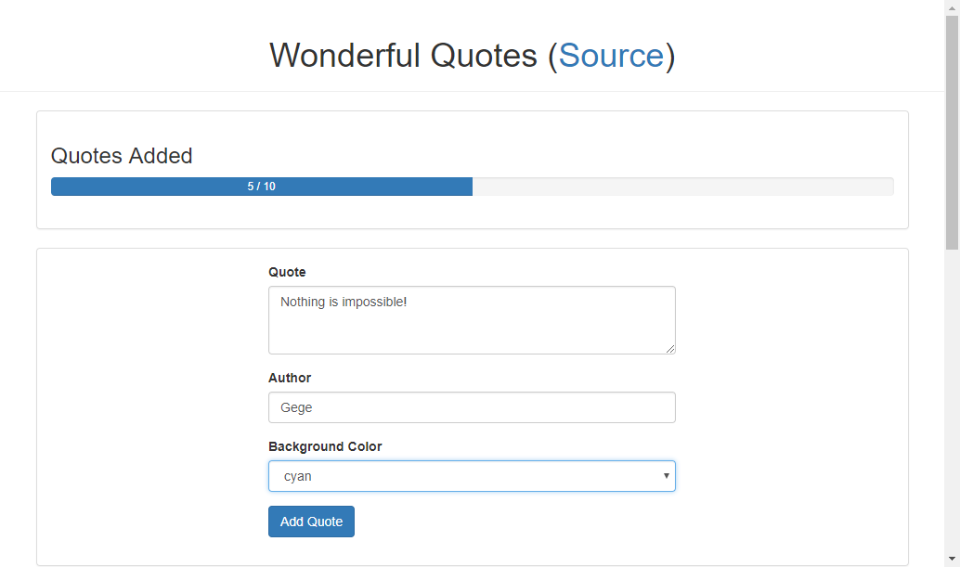 Wonderful Quotes (Source)
Quotes Added
5 / 10
Quote
Nothing is impossible!
Author
Gege
Background Color
cyan
Add Quote